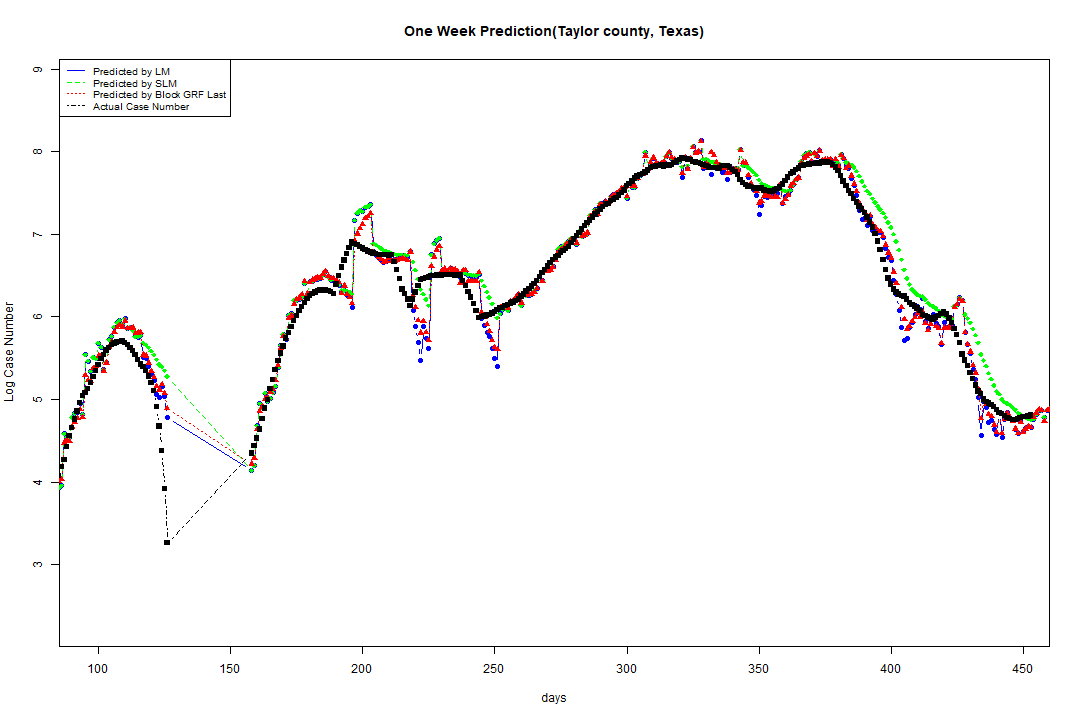 One Week Prediction(Taylor county, Texas)
Predicted by LM
Predicted by SLM
Predicted by Block GRF Last
Actual Case Number
Log Case Number
9
8
7
6
5
4
3
100 150 200 250 300 350 400 450
days